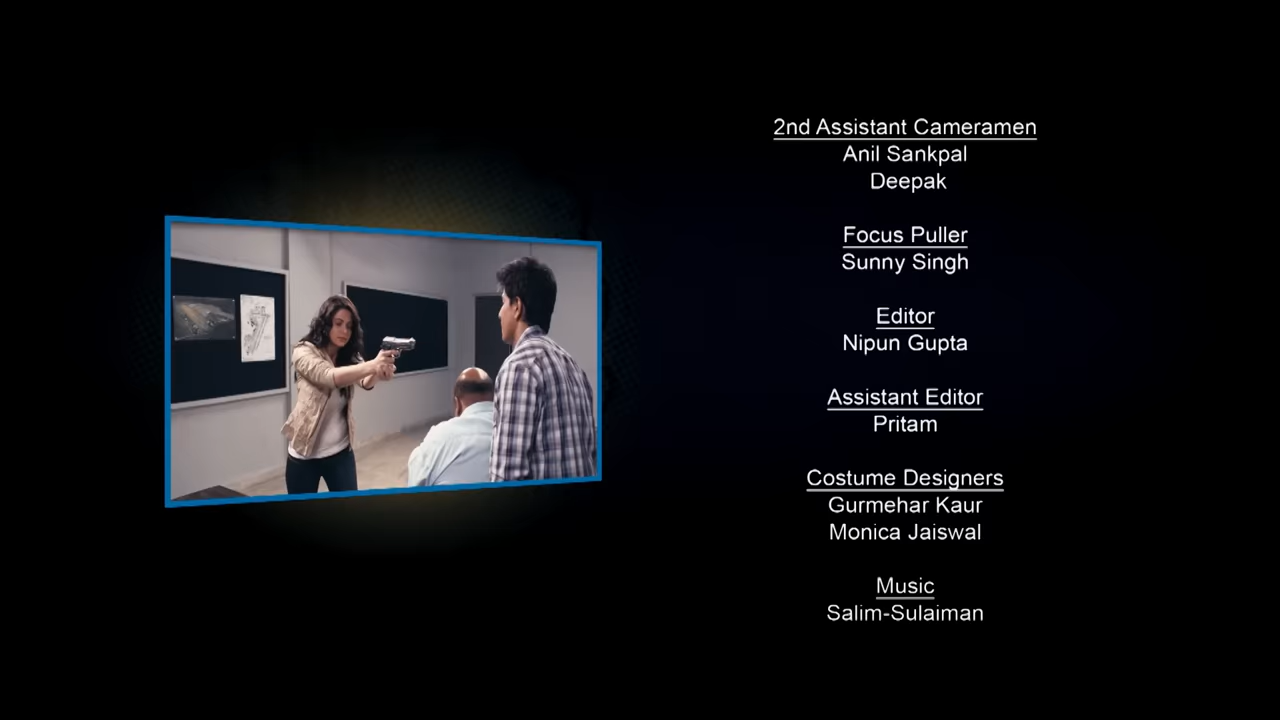 2nd Assistant Cameramen
Anil Sankpal
Deepak
Focus Puller
Sunny Singh
Editor
Nipun Gupta
Assistant Editor
Pritam
Costume Designers
Gurmehar Kaur
Monica Jaiswal
Music
Salim-Sulaiman